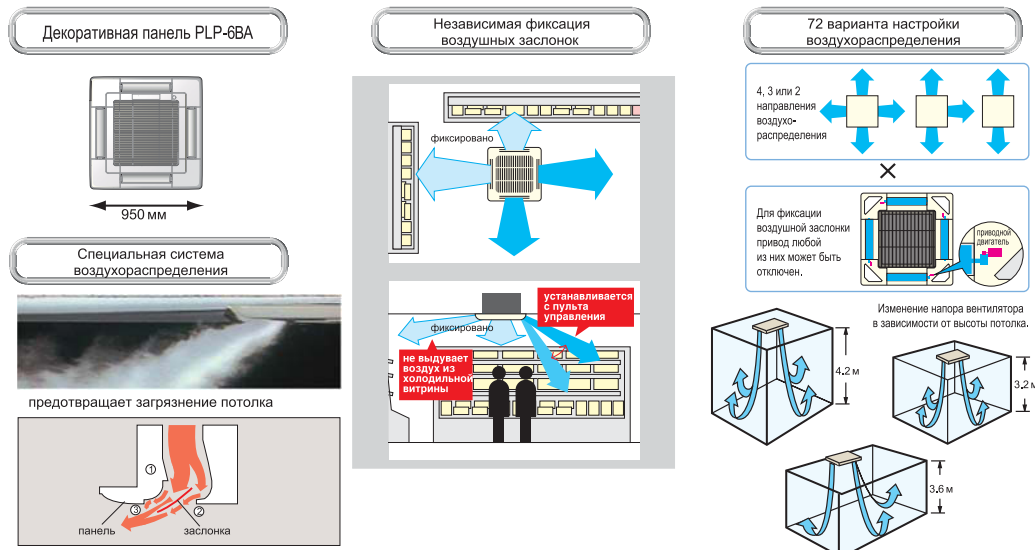 Декоративная панель PLP-6BA
950 мм
Специальная система
воздухораспределения
предотвращает загрязнение потолка
①
③
②
панель
заслонка
Независимая фиксация
воздушных заслонок
фиксировано
устанавливается
с пульта
управления
фиксировано
не выдувает
воздух из
холодильной
витрины
72 варианта настройки
воздухораспределения
4, 3 или 2
направления
воздухо-
распределения
×
Для фиксации
воздушной заслонки
привод любой
из них может быть
отключен.
приводной
двигатель
Изменение напора вентилятора
в зависимости от высоты потолка.
4.2 м
3.2 м
3.6 м